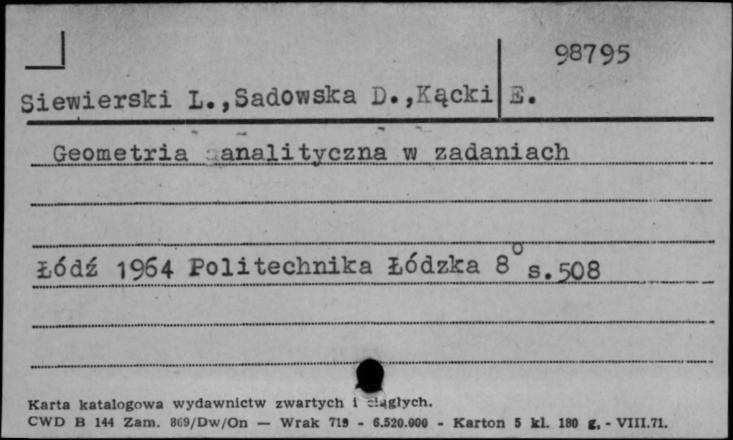 98795
Siewierski L.,Sadowska D.,Kącki E.
Geometria analityczna w zadaniach
Łódź 1964 Politechnika Łódzka 8° s.508
Karta katalogowa wydawnictw zwartych i ciągłych.
CWD B 144 Zam. 869/Dw/On — Wrak 719 - 6.520.000 - Karton 5 kl. 180 g, - VIII.71.